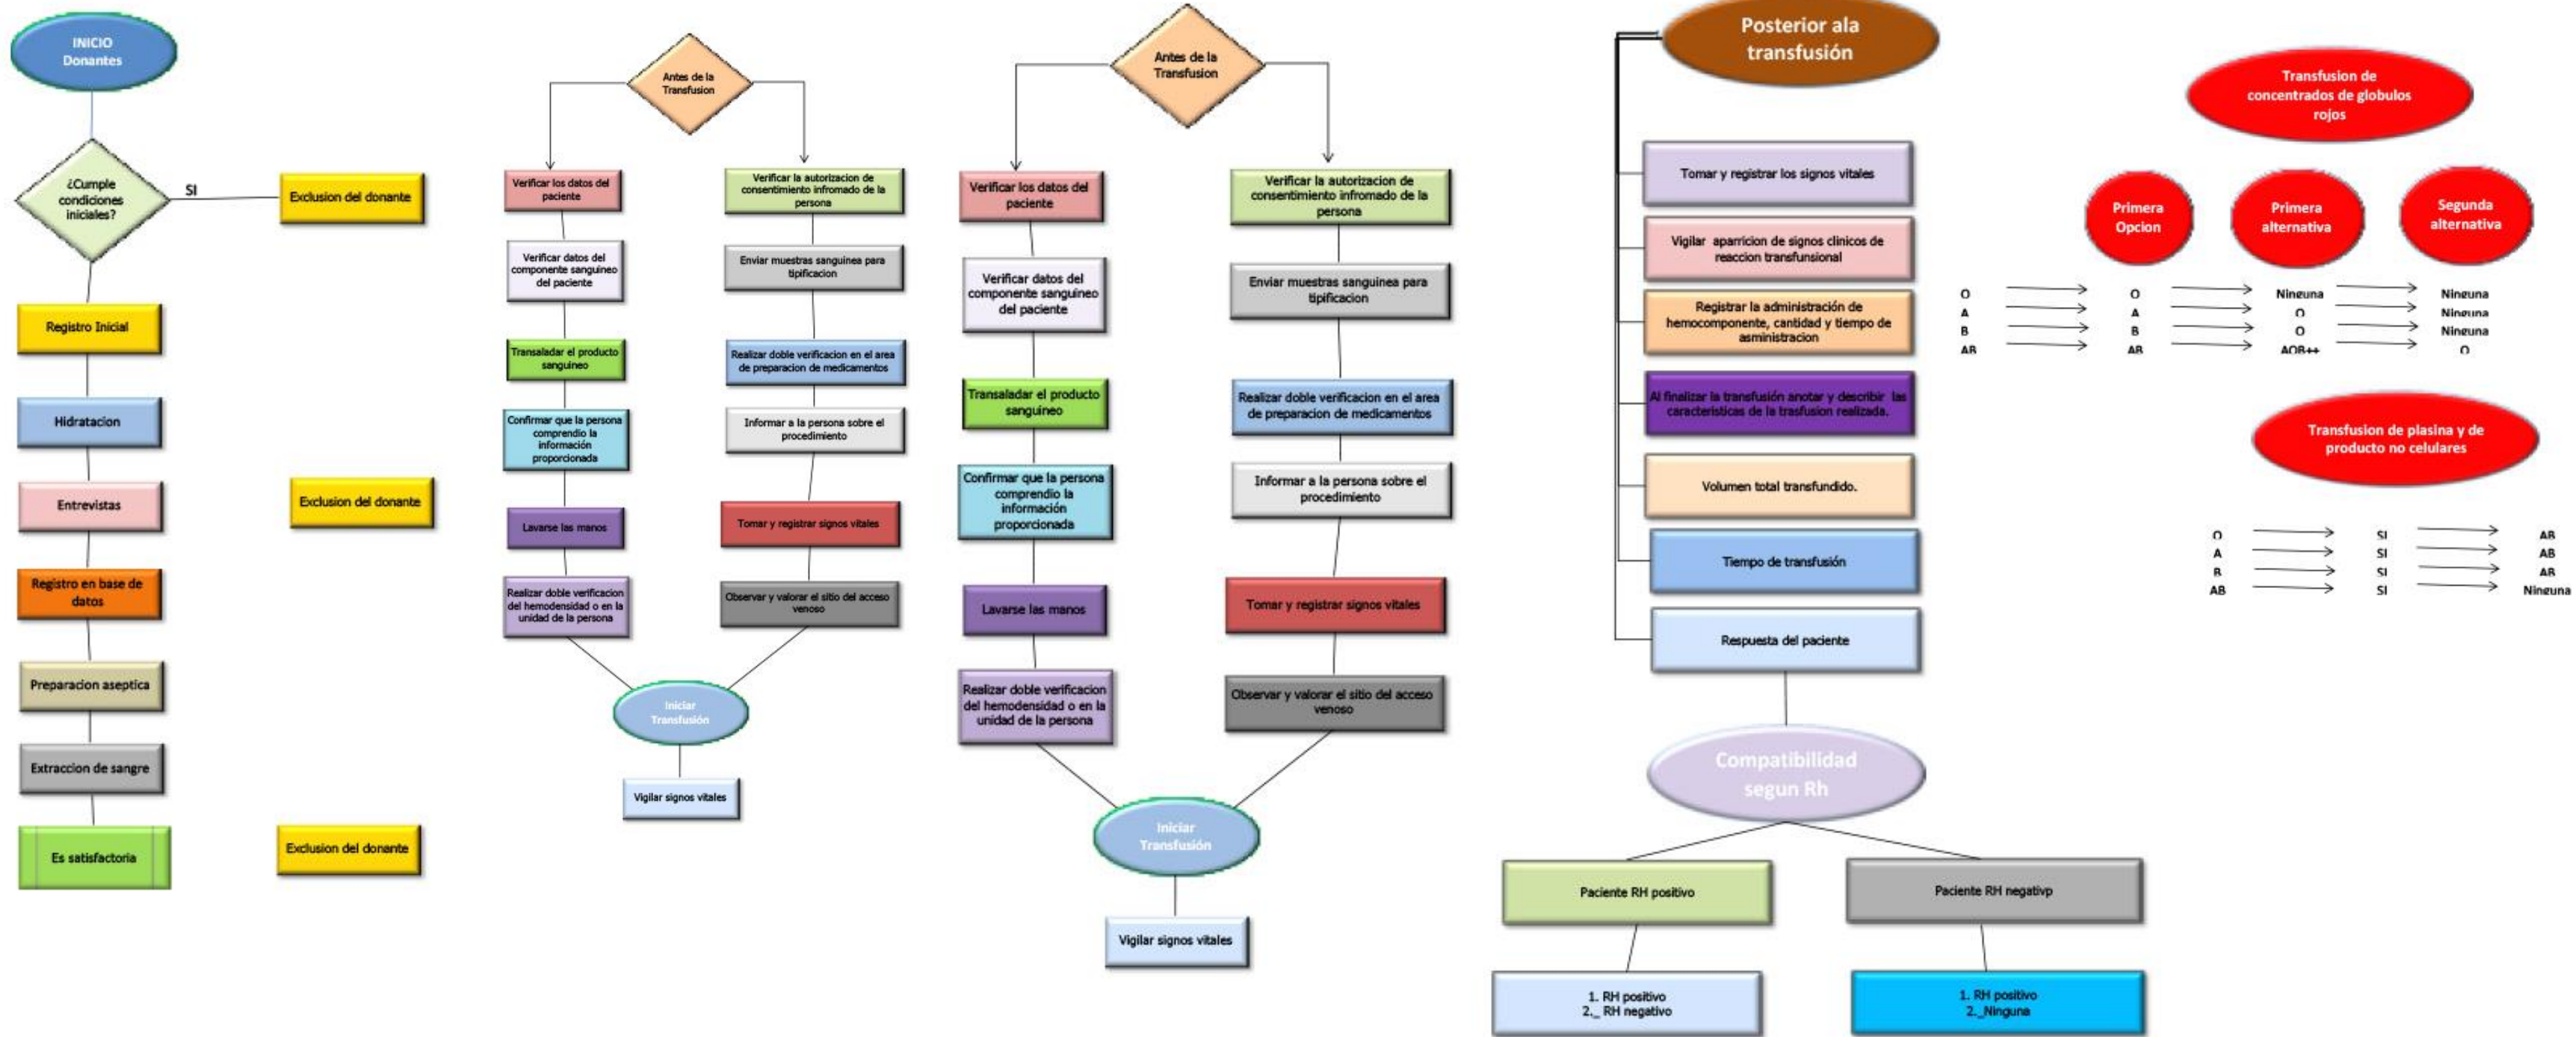 INICIO
Donantes
¿Cumple
condiciones
iniciales?
SI
Exclusion del donante
Registro Inicial
Hidratacion
Entrevistas
Exclusion del donante
Registro en base de
datos
Preparacion aseptica
Extraccion de sangre
Es satisfactoria
Exclusion del donante
Antes de la
Transfusion
Verificar los datos del
paciente
Verificar datos del
componente sanguineo
del paciente
Transaladar el producto
sanguineo
Confirmar que la persona
comprendio la
información
proporcionada
Lavarse las manos
Realizar doble verificacion
del hemodensidad o en la
unidad de la persona
Verificar la autorizacion de
consentimiento infromado de la
persona
Enviar muestras sanguinea para
tipificacion
Realizar doble verificación en el area
de preparacion de medicamentos
Informar a la persona sobre el
procedimiento
Tomar y registrar signos vitales
Observar y valorar el sitio del acceso
venoso
Iniciar
Transfusión
Vigilar signos vitales
Antes de la
Transfusion
Verificar los datos del
paciente
Verificar datos del
componente sanguineo
del paciente
Transaladar el producto
sanguineo
Confirmar que la persona
comprendio la
información
proporcionada
Lavarse las manos
Realizar doble verificacion
del hemodensidad o en la
unidad de la persona
Verificar la autorizacion de
consentimiento infromado de la
persona
Enviar muestras sanguinea para
tipificacion
Realizar doble verificación en el area
de preparacion de medicamentos
Informar a la persona sobre el
procedimiento
Tomar y registrar signos vitales
Observar y valorar el sitio del acceso
venoso
Iniciar
Transfusión
Vigilar signos vitales
Posterior ala
transfusión
Tomar y registrar los signos vitales
Vigilar aparricion de signos clinicos de
reaccion transfunsional
Registrar la administración de
hemocomponente, cantidad y tiempo de
asministracion
Al finalizar la transfusión anotar y describir las
caracteristicas de la trasfusion realizada.
Volumen total transfundido.
Tiempo de transfusión
Respuesta del paciente
Compatibilidad
segun Rh
Paciente RH positivo
1. RH positivo
2._ RH negativo
Paciente RH negativp
1. RH positivo
2._Ninguna
Transfusion de
concentrados de globulos
rojos
Primera
Opcion
Primera
alternativa
Segunda
alternativa
O O Ninguna Ninguna
A A O Ninguna
B B O Ninguna
AB AB AOB++ O
Transfusion de plasina y de
producto no celulares
O SI AB
A SI AB
B SI AB
AB SI Ninguna